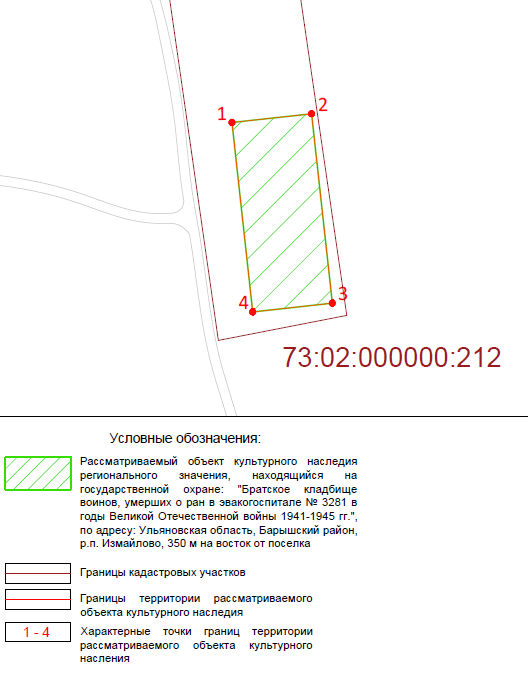 1
2
3
4
73:02:000000:212
Условные обозначения:
Рассматриваемый объект культурного наследия
регионального значения, находящийся на
государственной охране: "Братское кладбище
воинов, умерших о ран в эвакогоспитале № 3281 в
годы Великой Отечественной войны 1941-1945 гг.",
по адресу: Ульяновская область, Барышский район,
р.п. Измайлово, 350 м на восток от поселка
Границы кадастровых участков
Границы территории рассматриваемого
объекта культурного наследия
1 - 4
Характерные точки границ территории
рассматриваемого объекта культурного
насления